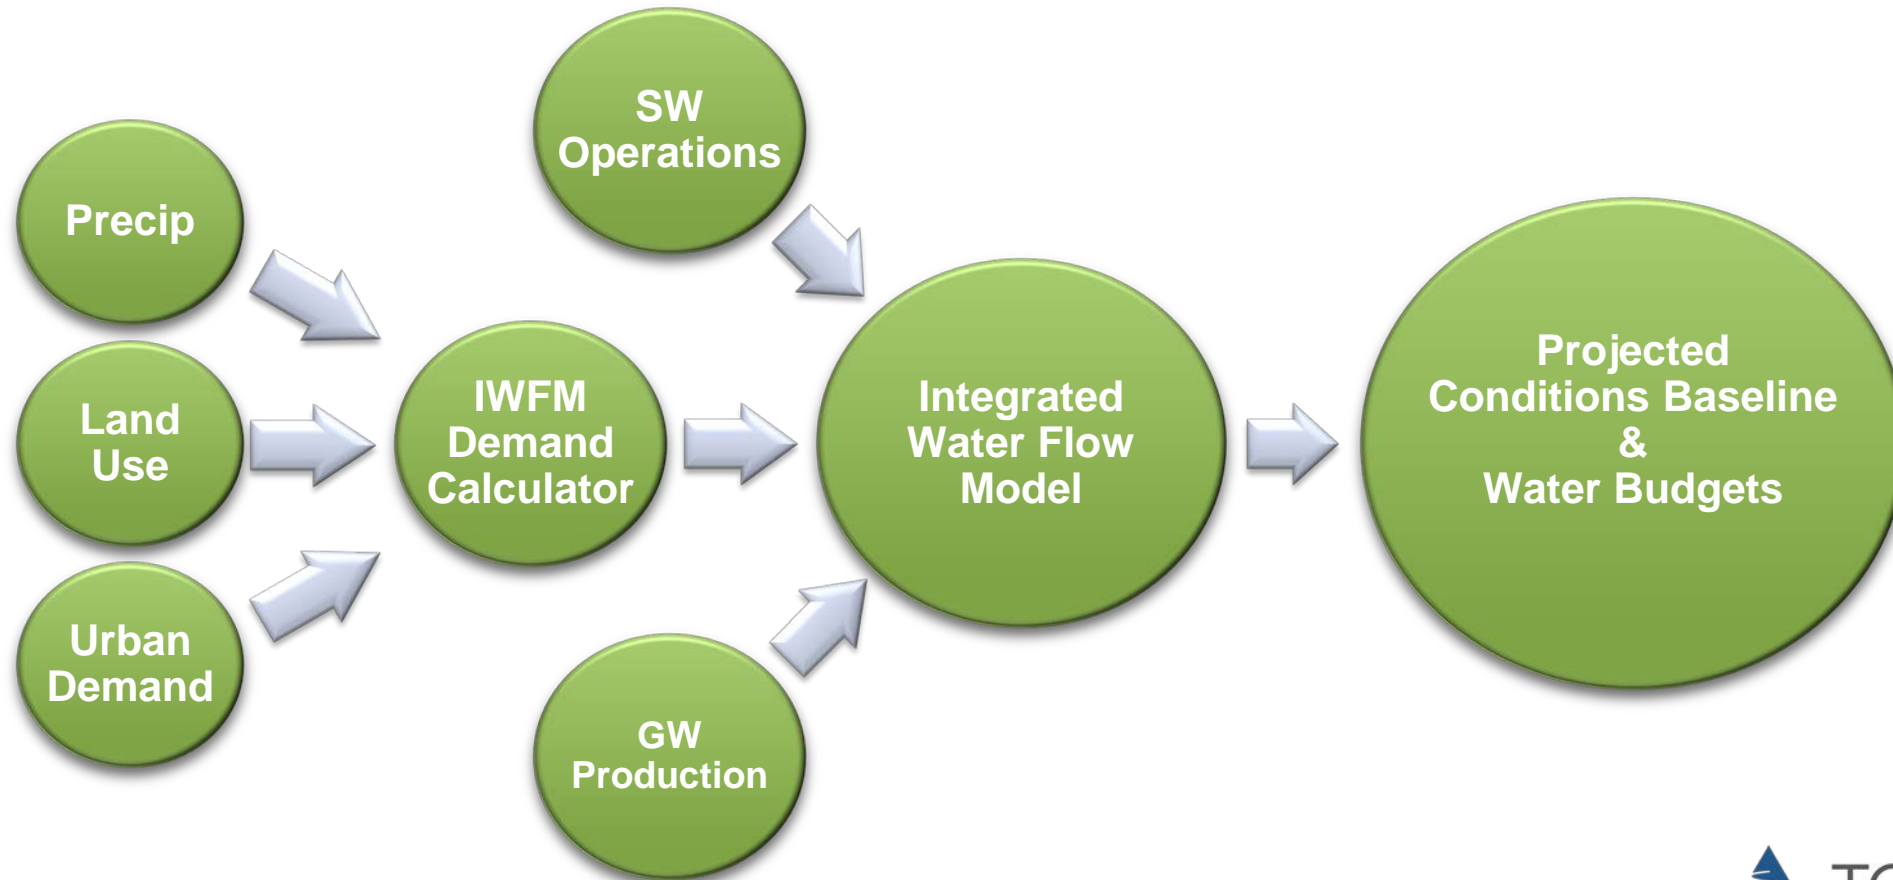 Precip
Land
Use
Urban
Demand
SW
Operations
IWFM
Demand
Calculator
GW
Production
Integrated
Water Flow
Model
Projected
Conditions Baseline
&
Water Budgets